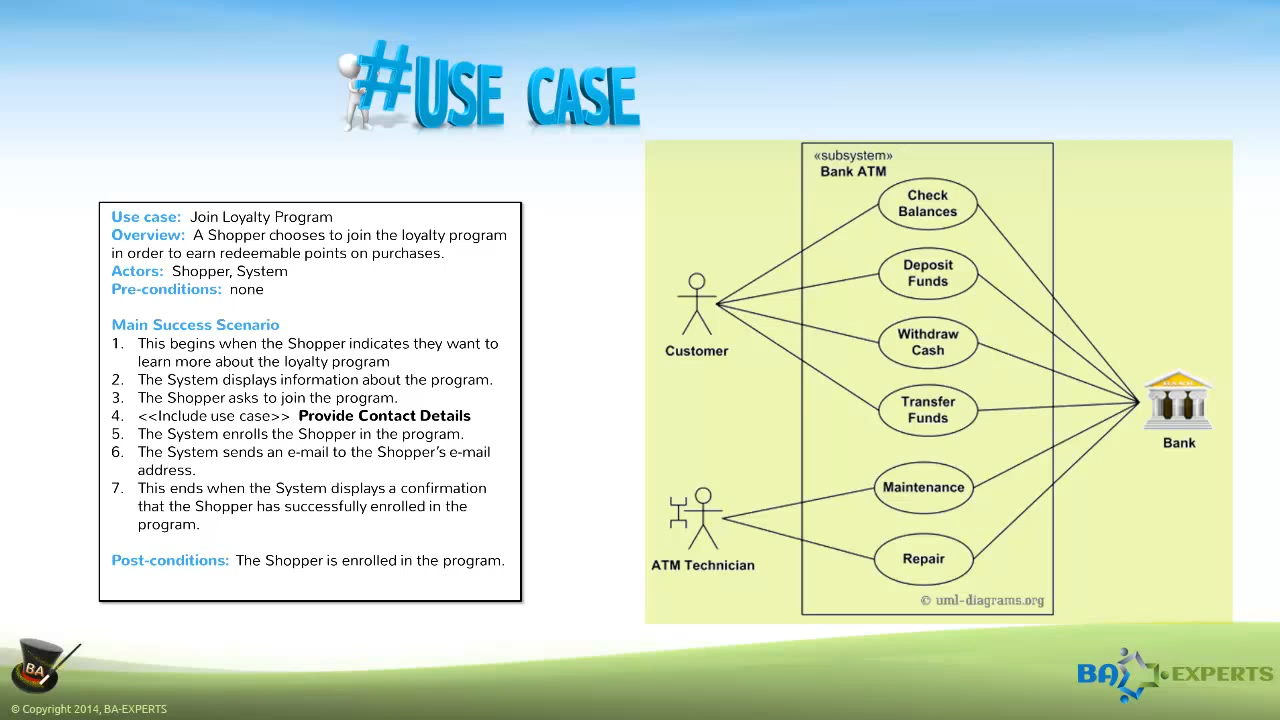 #USE CASE
Use case: Join Loyalty Program
Overview: A Shopper chooses to join the loyalty program
in order to earn redeemable points on purchases.
Actors: Shopper, System
Pre-conditions: none
Main Success Scenario
1. This begins when the Shopper indicates they want to
learn more about the loyalty program
2. The System displays information about the program.
3. The Shopper asks to join the program.
4. <<Include use case>> Provide Contact Details
5. The System enrolls the Shopper in the program.
6. The System sends an e-mail to the Shopper's e-mail
address.
7. This ends when the System displays a confirmation
that the Shopper has successfully enrolled in the
program.
Post-conditions: The Shopper is enrolled in the program.
«subsystem»
Bank ATM
Check
Balances
Deposit
Funds
Withdraw
Cash
Transfer
Funds
Maintenance
Repair
Customer
ATM Technician
BANK
Bank
© uml-diagrams.org
BA
© Copyright 2014, BA-EXPERTS
BA EXPERTS